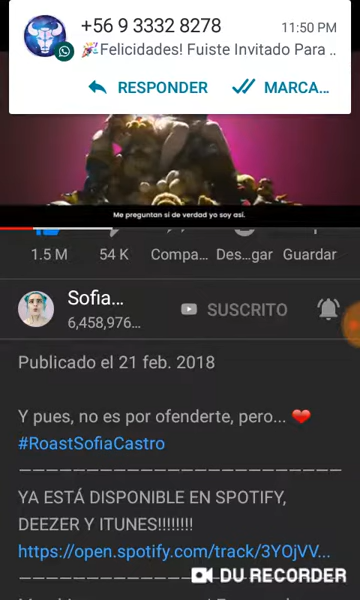 +56 9 3332 8278
11:50 PM
🎉Felicidades! Fuiste Invitado Para ..
RESPONDER
MARCA…
Me preguntan si de verdad yo soy así.
1.5 M
54 K
Compa…
Des…gar
Guardar
Sofia…
SUSCRITO
6,458,976…
Publicado el 21 feb. 2018
Y pues, no es por ofenderte, pero... ❤
#RoastSofiaCastro
————————————————————————
YA ESTÁ DISPONIBLE EN SPOTIFY,
DEEZER Y ITUNES!!!!!!!!
https://open.spotify.com/track/3YOjVV...
DU RECORDER